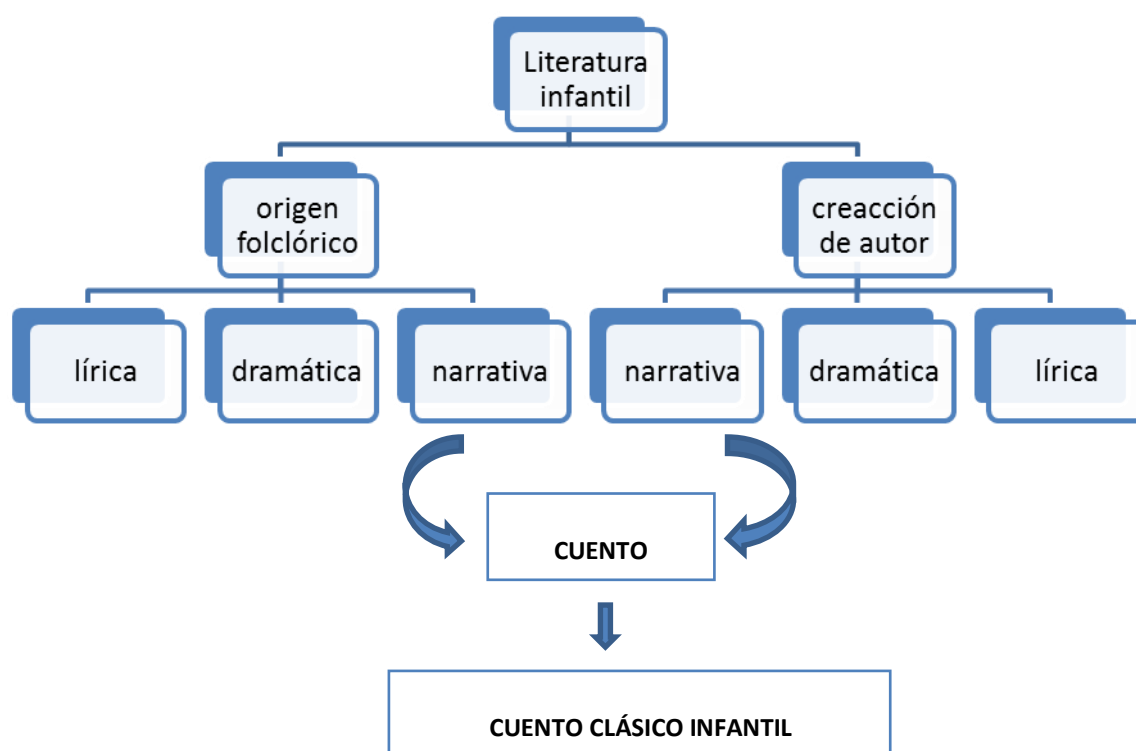 Literatura
infantil
origen
folclórico
creacción
de autor
lírica
dramática
narrativa
narrativa
dramática
lírica
CUENTO
CUENTO CLÁSICO INFANTIL